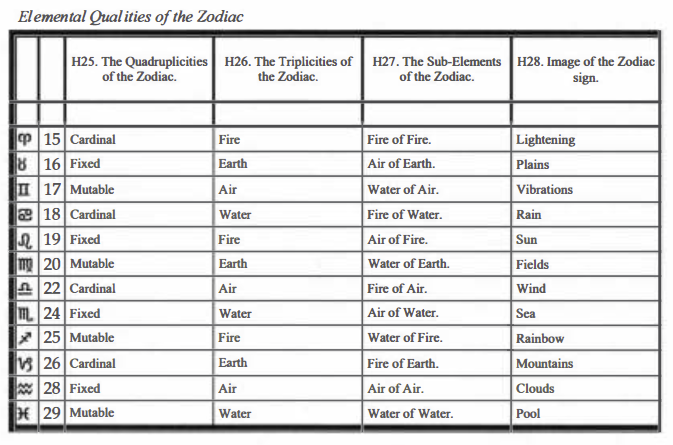 Elemental Qualities of the Zodiac
H25. The Quadruplicities of the Zodiac. H26. The Triplicities of the Zodiac. H27. The Sub-Elements of the Zodiac. H28. Image of the Zodiac sign.
♈ 15 Cardinal Fire Fire of Fire. Lightening
♉ 16 Fixed Earth Air of Earth. Plains
♊ 17 Mutable Air Water of Air. Vibrations
♋ 18 Cardinal Water Fire of Water. Rain
♌ 19 Fixed Fire Air of Fire. Sun
♍ 20 Mutable Earth Water of Earth. Fields
♎ 22 Cardinal Air Fire of Air. Wind
♏ 24 Fixed Water Air of Water. Sea
♐ 25 Mutable Fire Water of Fire. Rainbow
♑ 26 Cardinal Earth Fire of Earth. Mountains
♒ 28 Fixed Air Air of Air. Clouds
♓ 29 Mutable Water Water of Water. Pool